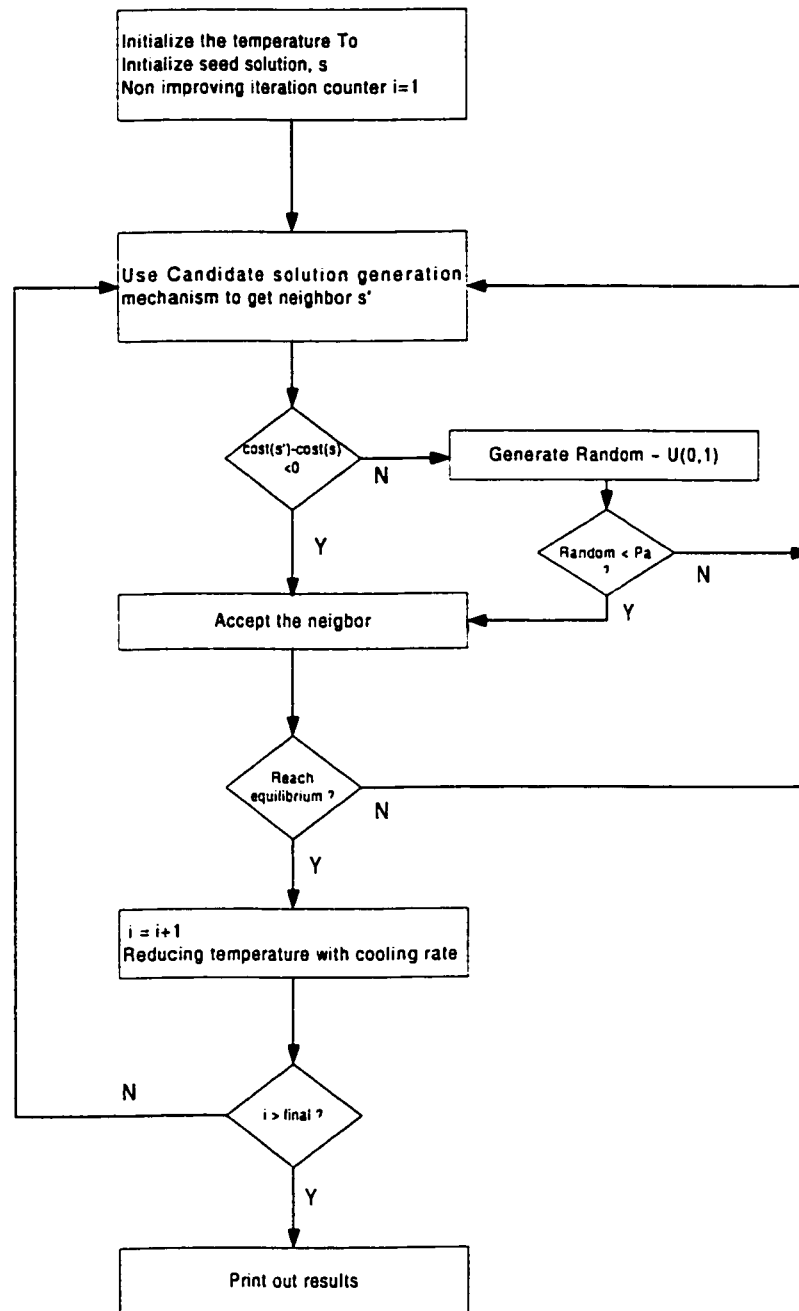 Initialize the temperature To
Initialize seed solution, s
Non improving iteration counter i=1
Use Candidate solution generation
mechanism to get neighbor s'
cost(s')-cost(s)
<0
N
Generate Random - U(0,1)
Y
Random < Pa
?
N
Y
Accept the neigbor
Reach
equilibrium ?
N
Y
i = i+1
Reducing temperature with cooling rate
N
i > final ?
Y
Print out results